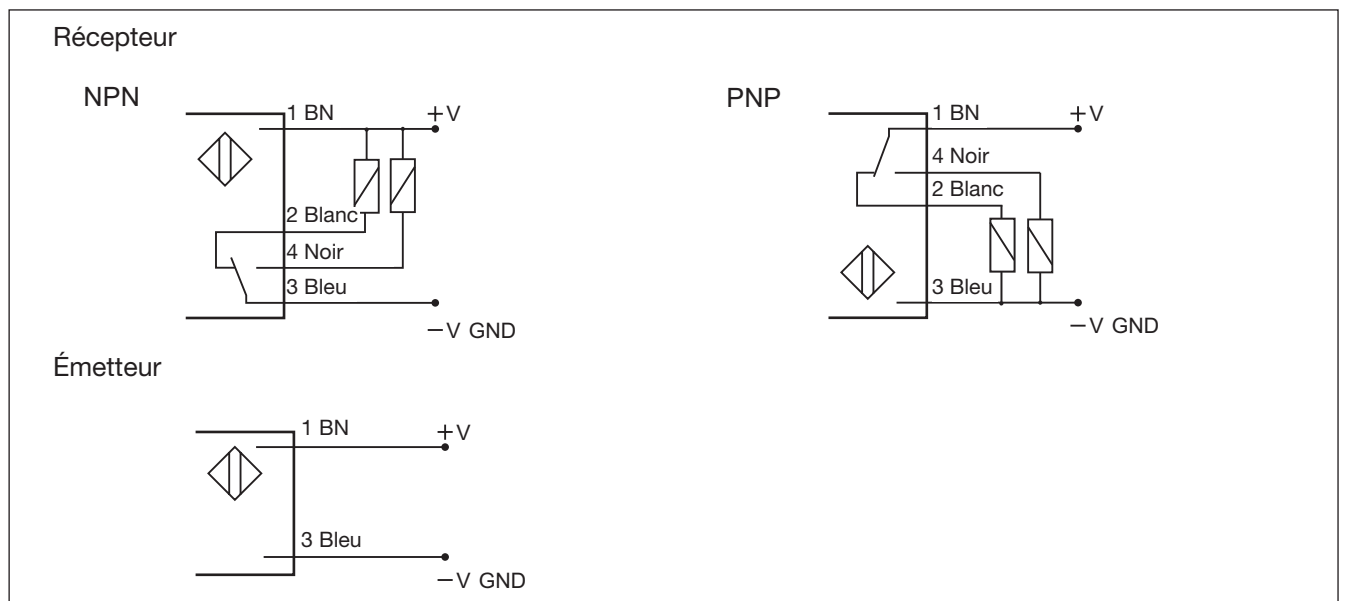 Récepteur
NPN
1 BN
+V
2 Blanc
4 Noir
3 Bleu
−V GND
PNP
1 BN
+V
4 Noir
2 Blanc
3 Bleu
−V GND
Émetteur
1 BN
+V
3 Bleu
−V GND